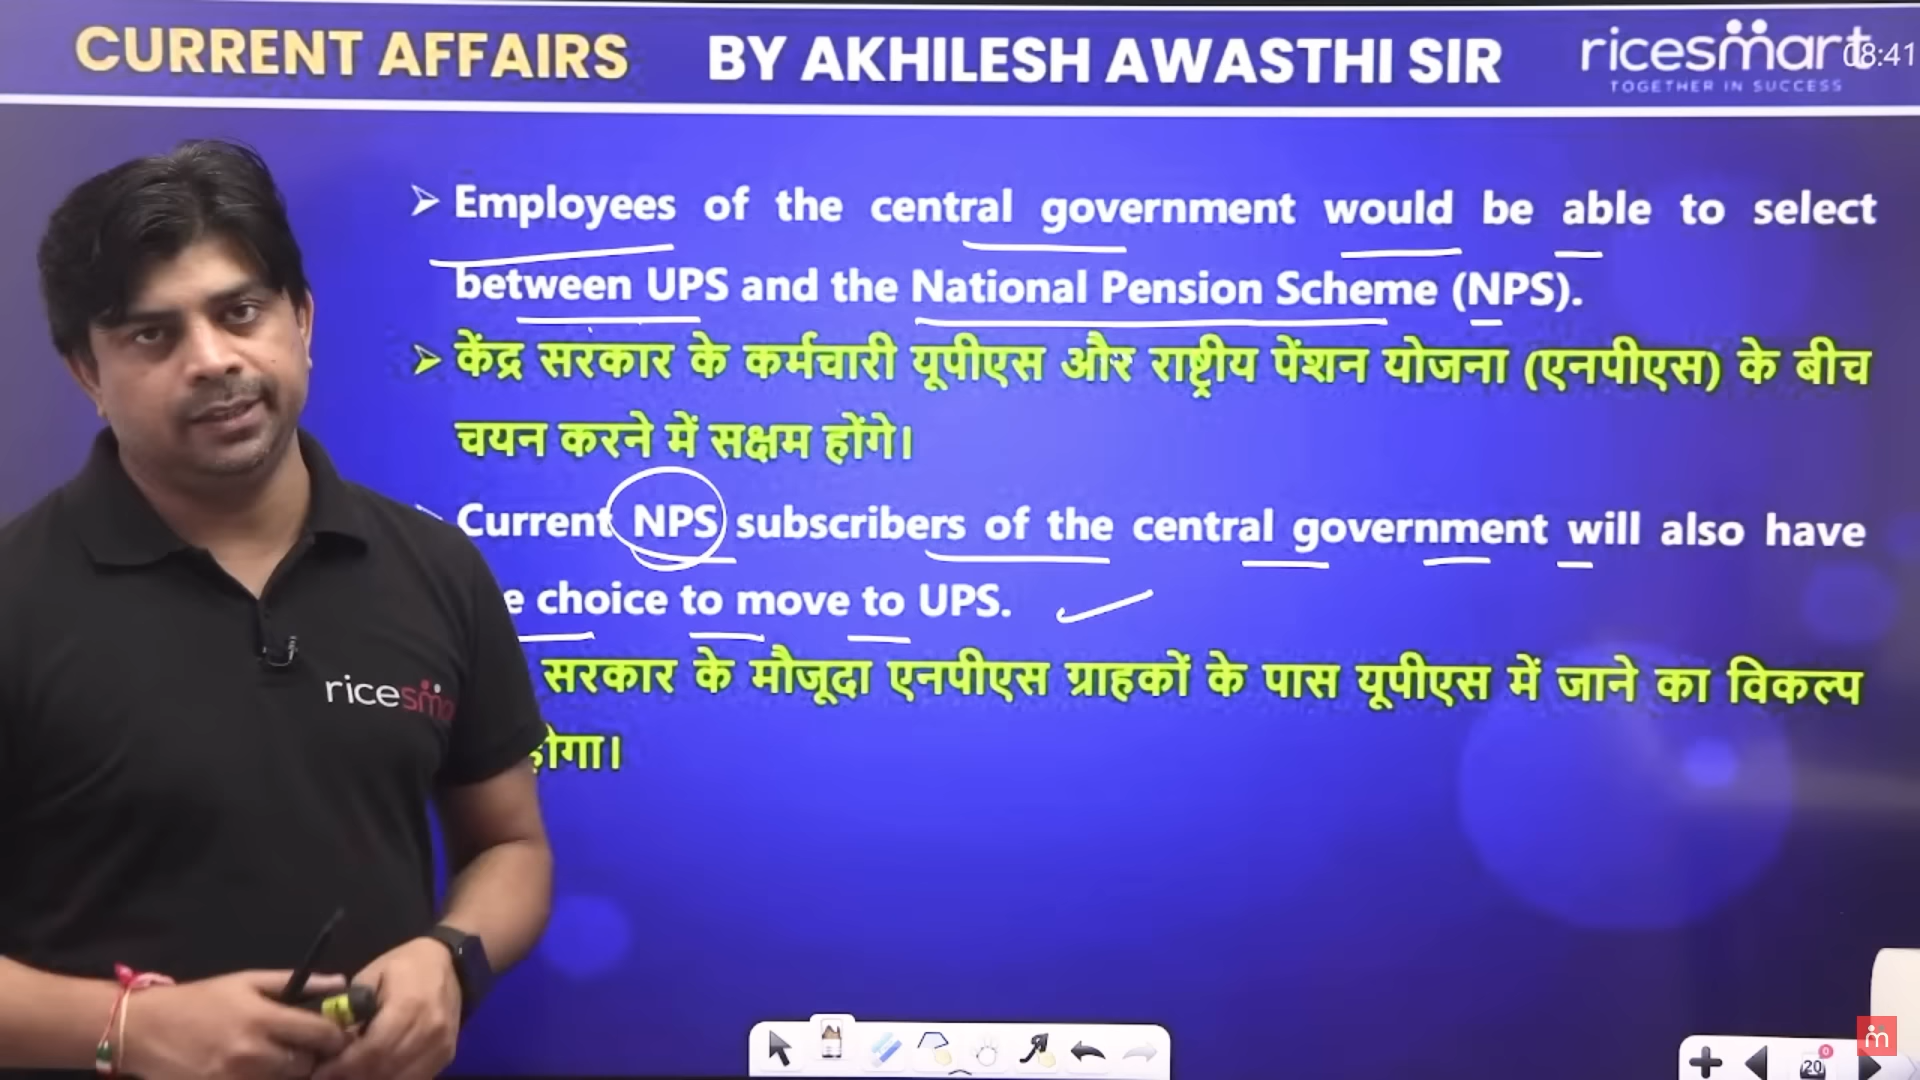 CURRENT AFFAIRS BY AKHILESH AWASTHI SIR
ricesmart
TOGETHER IN SUCCESS
08:41
Employees of the central government would be able to select
between UPS and the National Pension Scheme (NPS).
केंद्र सरकार के कर्मचारी यूपीएस और राष्ट्रीय पेंशन योजना (एनपीएस) के बीच
चयन करने में सक्षम होंगे।
Current NPS subscribers of the central government will also have
e choice to move to UPS.
सरकार के मौजूदा एनपीएस ग्राहकों के पास यूपीएस में जाने का विकल्प
होगा।
ricesm
20
0